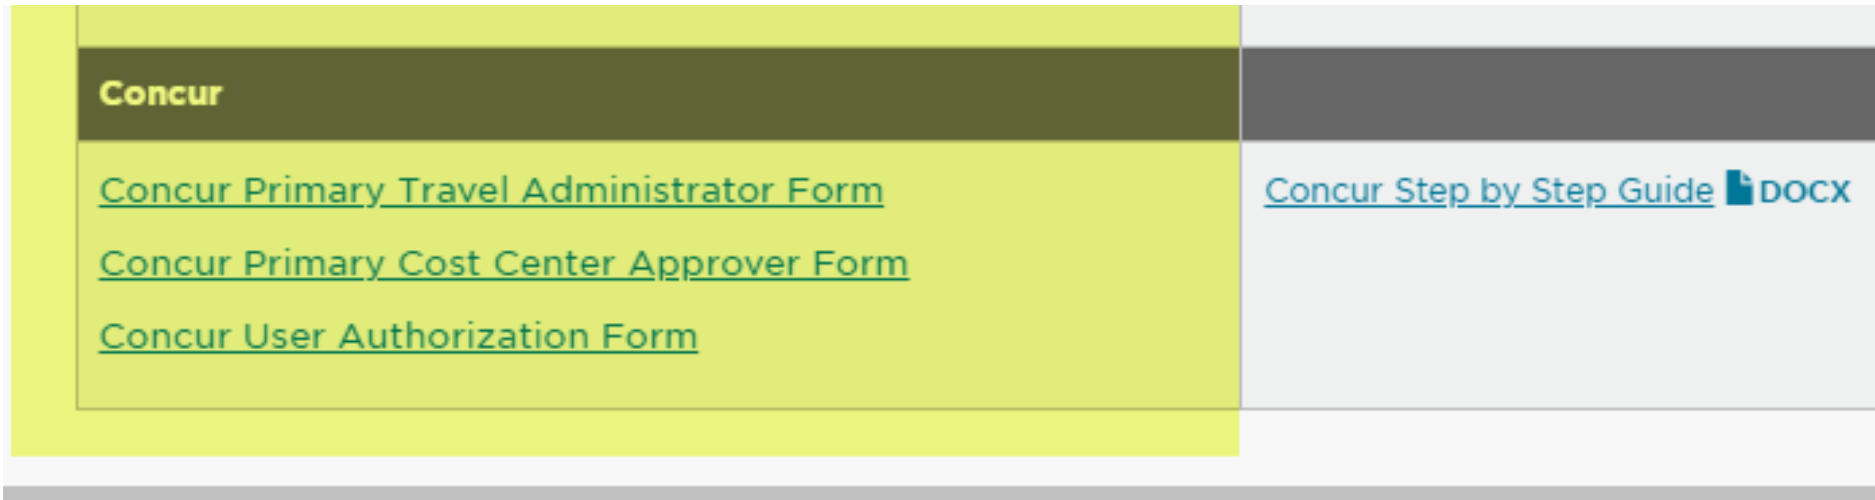 Concur
Concur Primary Travel Administrator Form
Concur Primary Cost Center Approver Form
Concur User Authorization Form
Concur Step by Step Guide DOCX